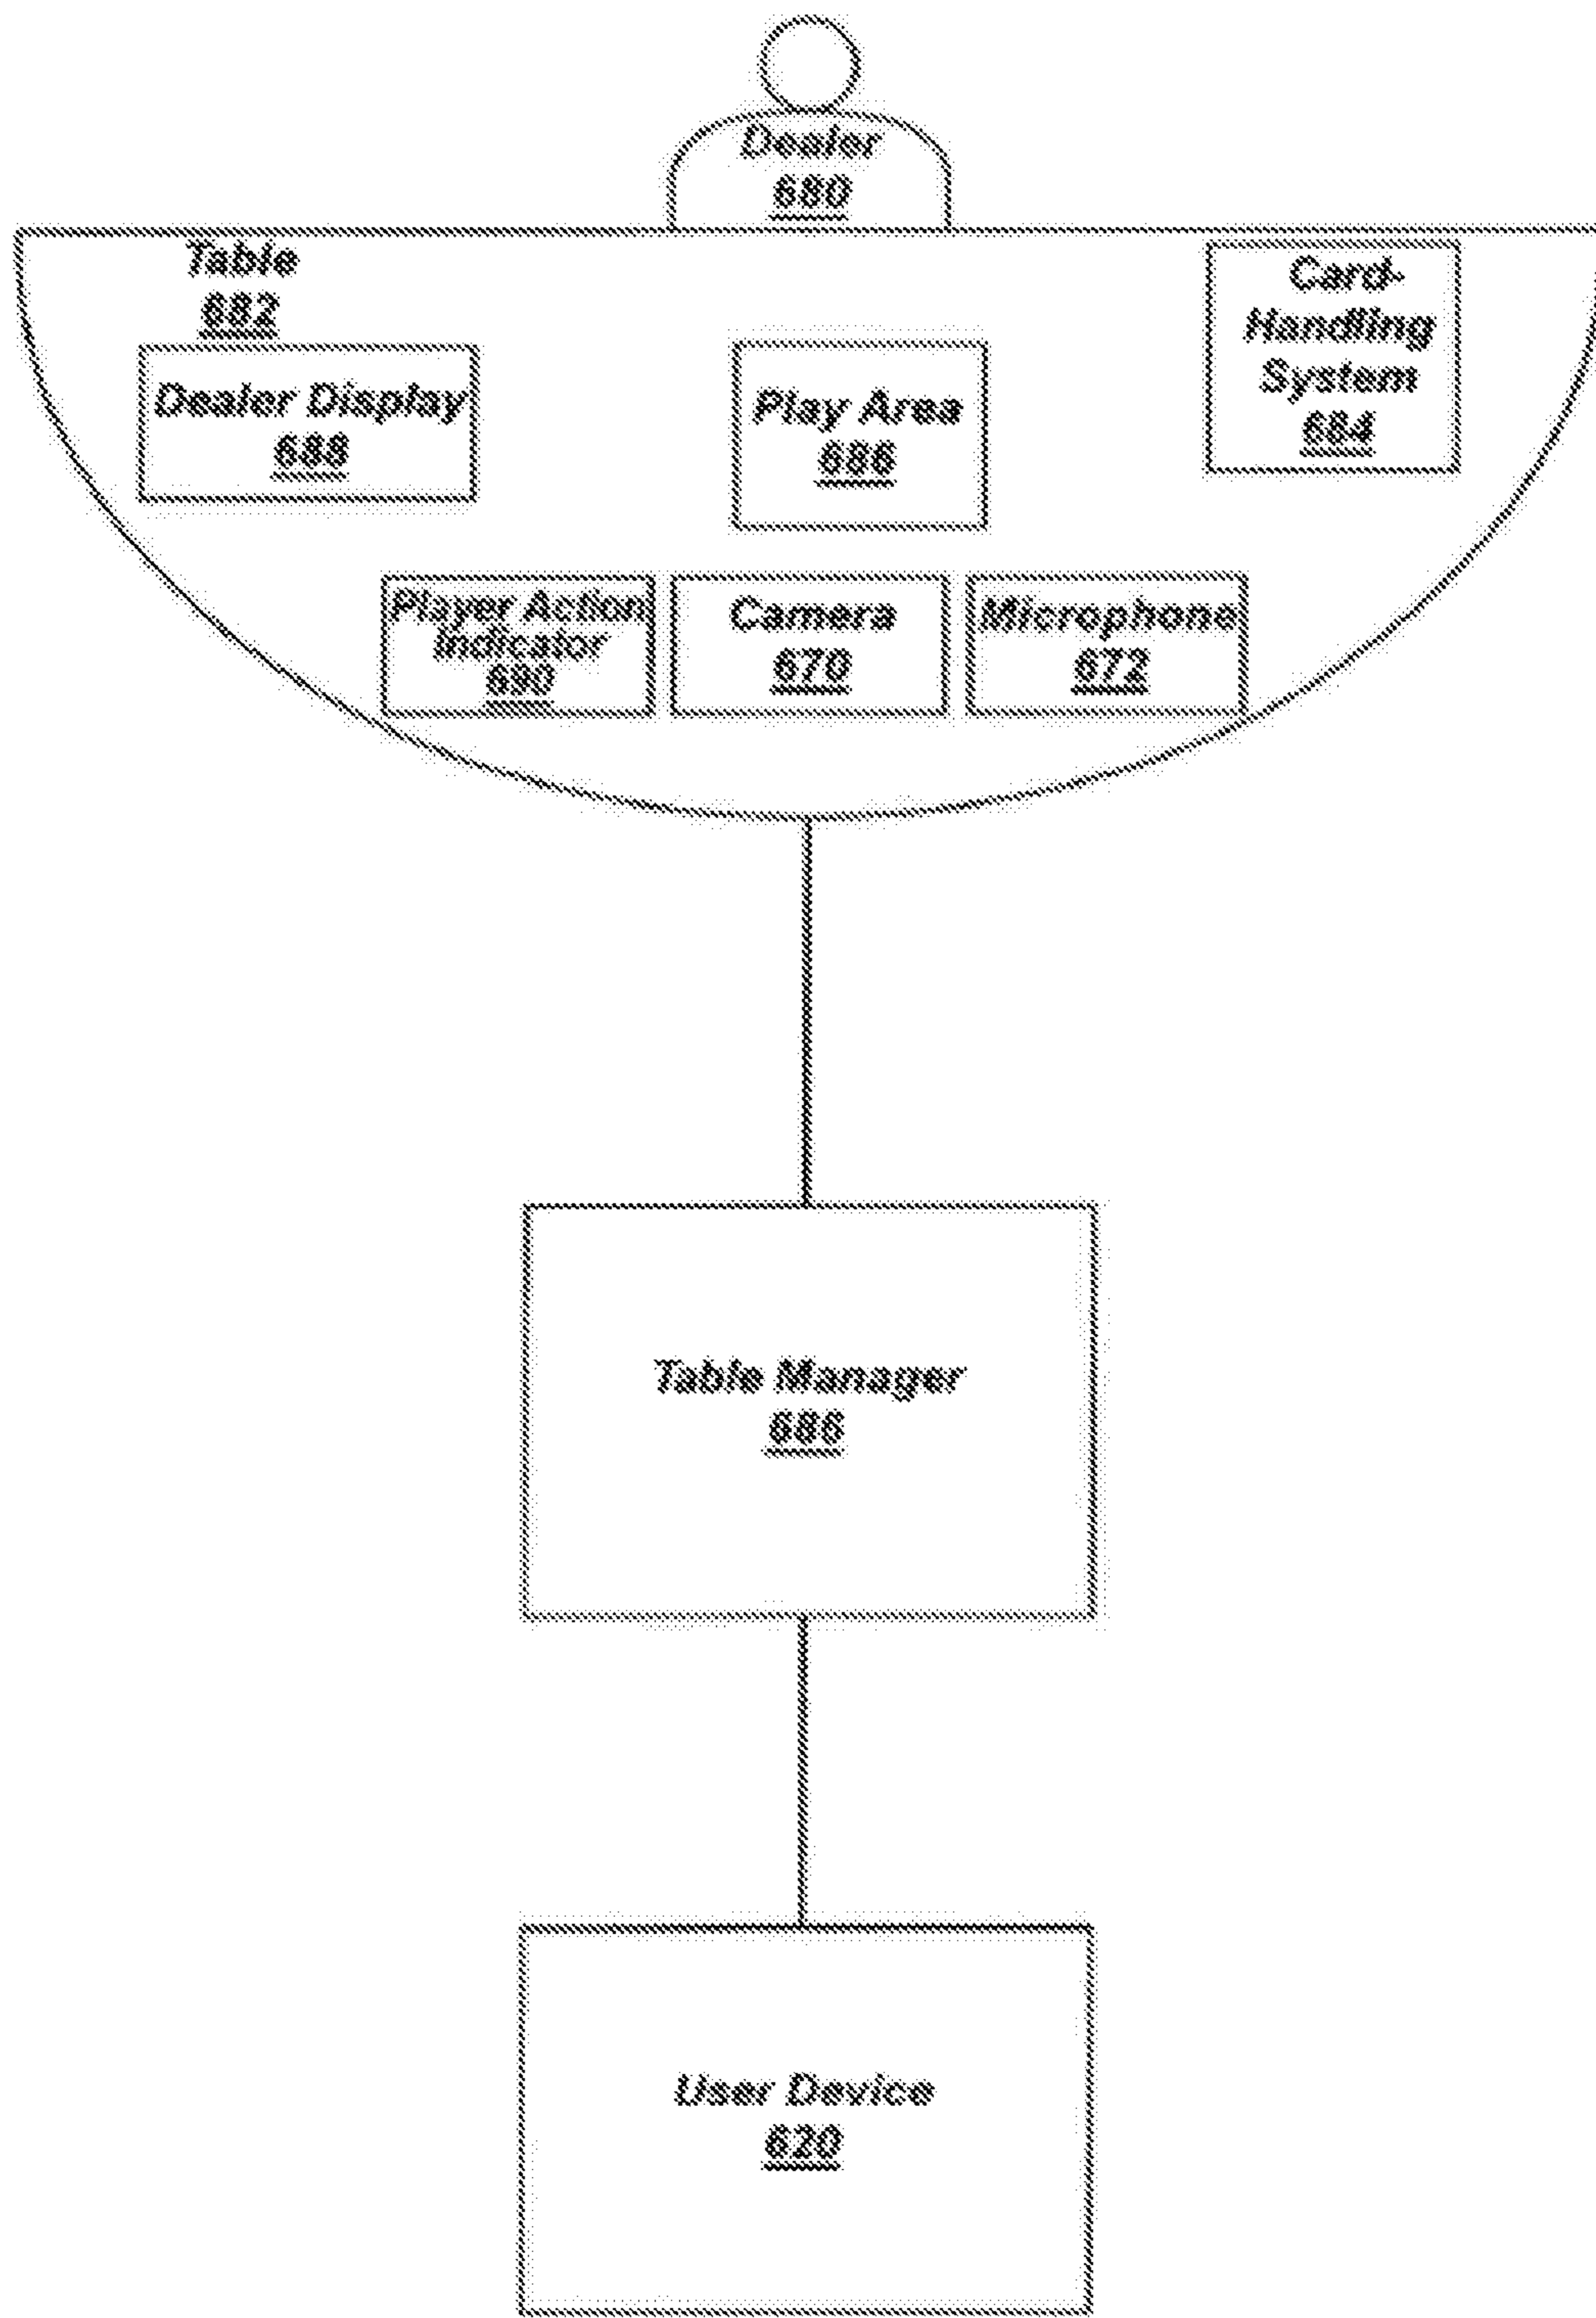 Dealer
680
Table
682
Dealer Display
688
Play Area
686
Card-
Handling
System
684
Player Action
Indicator
690
Camera
670
Microphone
672
Table Manager
686
User Device
620